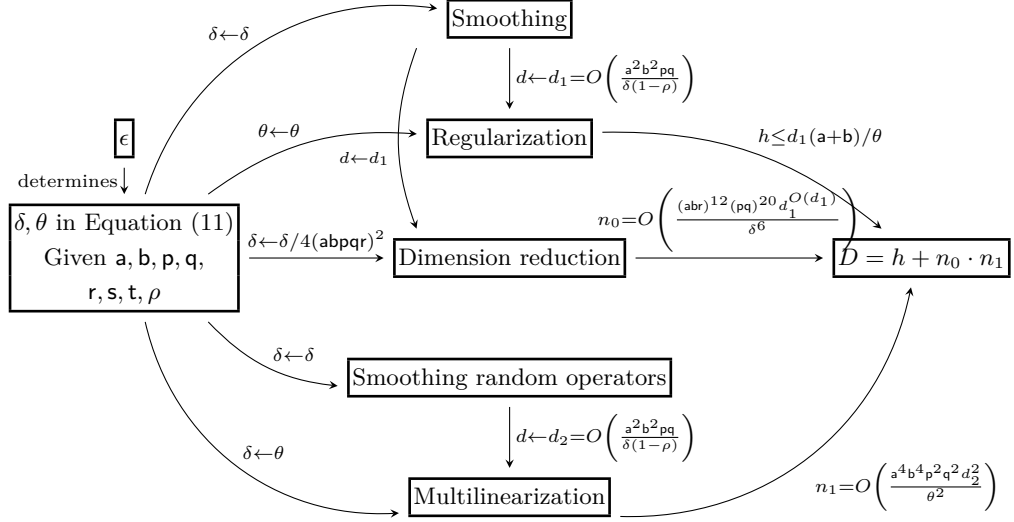 Smoothing
δ←δ
d←d₁=O(a²b²pq / δ(1−ρ))
ϵ
θ←θ
Regularization
h≤d₁(a+b)/θ
d←d₁
determines
δ, θ in Equation (11)
Given a, b, p, q,
r, s, t, ρ
δ←δ/4(abpqr)²
Dimension reduction
n₀=O((abr)¹²(pq)²⁰d₁^{O(d₁)} / δ⁶)
D = h + n₀ · n₁
δ←δ
Smoothing random operators
d←d₂=O(a²b²pq / δ(1−ρ))
δ←θ
Multilinearization
n₁=O(a⁴b⁴p²q²d₂² / θ²)